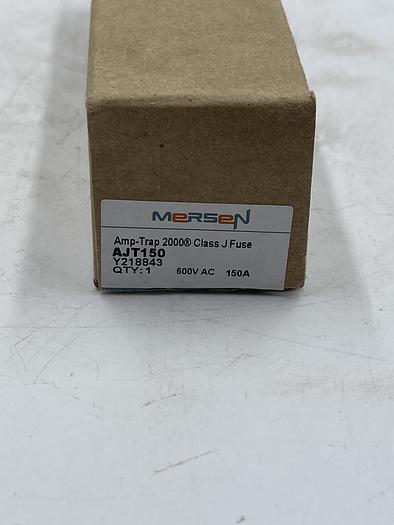 MERSEN
Amp-Trap 2000® Class J Fuse
AJT150
Y218843
QTY: 1 600V AC 150A